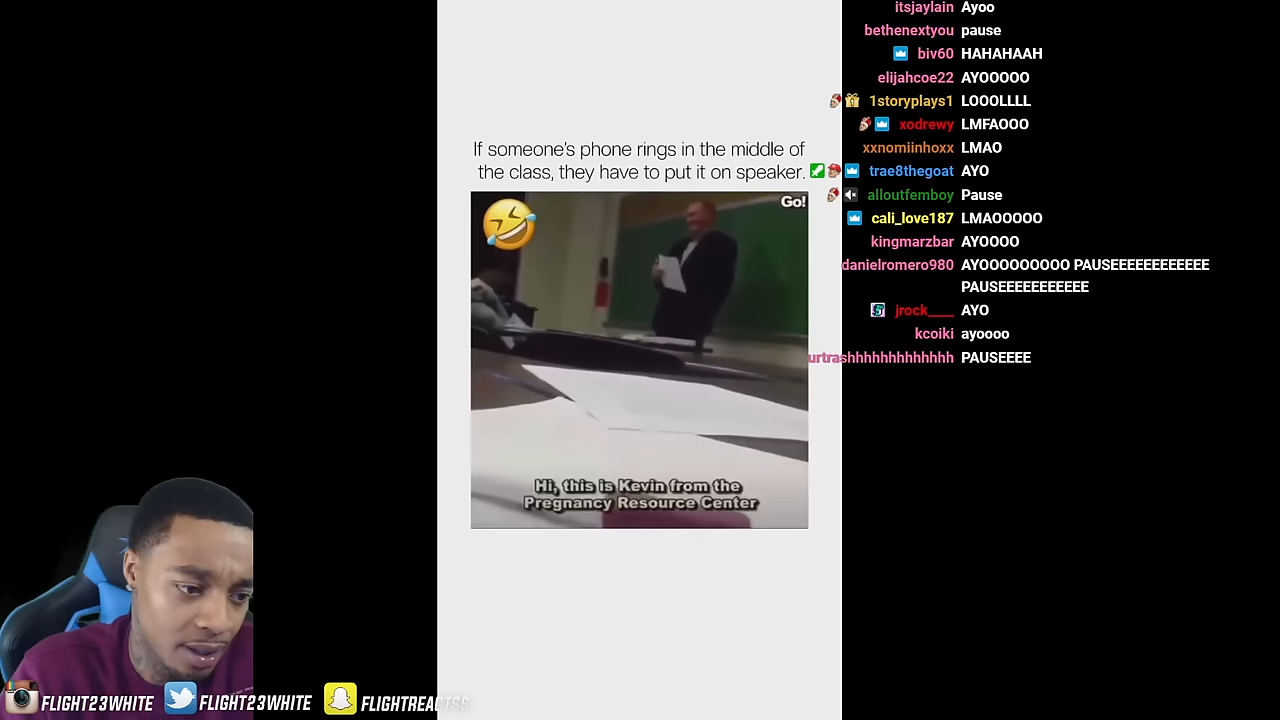 If someone's phone rings in the middle of
the class, they have to put it on speaker.
Go!
Hi, this is Kevin from the
Pregnancy Resource Center
itsjaylain Ayoo
bethenextyou pause
biv60 HAHAHAAH
elijahcoe22 AYOOOOO
1storyplays1 LOOOLLLL
xodrewy LMFAOOO
xxnomiinhoxx LMAO
trae8thegoat AYO
alloutfemboy Pause
cali_love187 LMAOOOOO
kingmarzbar AYOOOO
danielromero980 AYOOOOOOOOO PAUSEEEEEEEEEEEE
PAUSEEEEEEEEEEE
jrock____ AYO
kcoiki ayoooo
urtrashhhhhhhhhhhhh PAUSEEEE
FLIGHT23WHITE FLIGHT23WHITE FLIGHTREACTSS